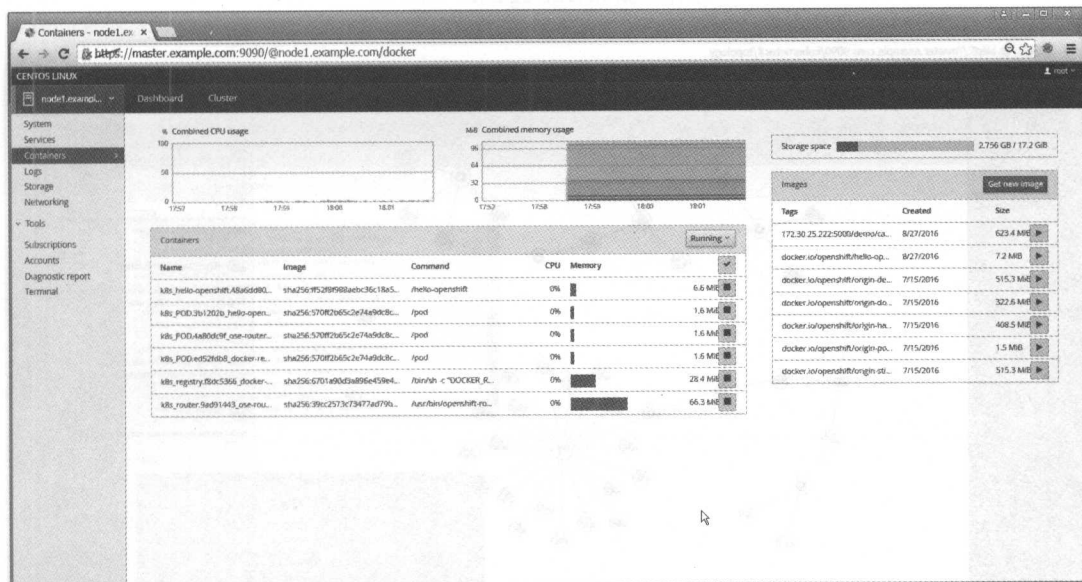 Containers - node1.ex ×
https://master.example.com:9090/@node1.example.com/docker
CENTOS LINUX
root
node1.exampl...
Dashboard
Cluster
System
Services
Containers
Logs
Storage
Networking
Tools
Subscriptions
Accounts
Diagnostic report
Terminal
% Combined CPU usage
100
50
0
17:57 17:58 17:59 18:00 18:01
MiB Combined memory usage
96
64
32
0
17:57 17:58 17:59 18:00 18:01
Storage space 2.756 GB / 17.2 GiB
Containers Running
Name Image Command CPU Memory
k8s_hello-openshift.48a6dd80... /hello-openshift 0% 6.6 MiB
k8s_POD.3b1202b_hello-open... sha256:570ff2b65c2e74a9dc8c... /pod 0% 1.6 MiB
k8s_POD.4a80dc9f_ose-router... sha256:570ff2b65c2e74a9dc8c... /pod 0% 1.6 MiB
k8s_POD.ed52fdb8_docker-re... sha256:570ff2b65c2e74a9dc8c... /pod 0% 1.6 MiB
k8s_registry.f8dc5366_docker-... sha256:6701a90d3a896e459e4... /bin/sh -c "DOCKER_R... 0% 28.4 MiB
k8s_router.9ad91443_ose-rou... sha256:39cc2573c73477ad79b... /usr/bin/openshift-ro... 0% 66.3 MiB
Images Get new image
Tags Created Size
172.30.25.222:5000/demo/ca... 8/27/2016 623.4 MiB
docker.io/openshift/hello-op... 8/27/2016 7.2 MiB
docker.io/openshift/origin-de... 7/15/2016 515.3 MiB
docker.io/openshift/origin-do... 7/15/2016 322.6 MiB
docker.io/openshift/origin-ha... 7/15/2016 408.5 MiB
docker.io/openshift/origin-po... 7/15/2016 1.5 MiB
docker.io/openshift/origin-sti... 7/15/2016 515.3 MiB